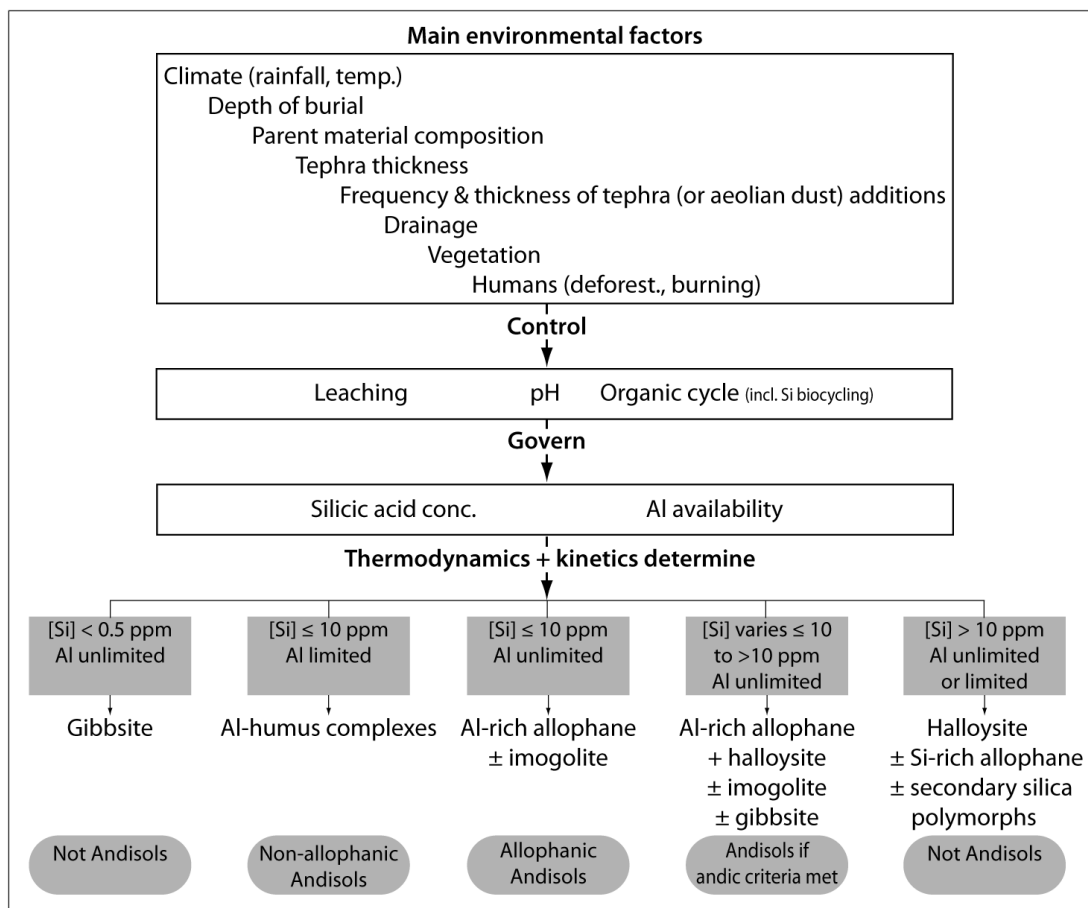 Main environmental factors
Climate (rainfall, temp.)
Depth of burial
Parent material composition
Tephra thickness
Frequency & thickness of tephra (or aeolian dust) additions
Drainage
Vegetation
Humans (deforest., burning)
Control
Leaching pH Organic cycle (incl. Si biocycling)
Govern
Silicic acid conc. Al availability
Thermodynamics + kinetics determine
[Si] < 0.5 ppm
Al unlimited
Gibbsite
Not Andisols
[Si] ≤ 10 ppm
Al limited
Al-humus complexes
Non-allophanic
Andisols
[Si] ≤ 10 ppm
Al unlimited
Al-rich allophane
± imogolite
Allophanic
Andisols
[Si] varies ≤ 10
to >10 ppm
Al unlimited
Al-rich allophane
+ halloysite
± imogolite
± gibbsite
Andisols if
andic criteria met
[Si] > 10 ppm
Al unlimited
or limited
Halloysite
± Si-rich allophane
± secondary silica
polymorphs
Not Andisols